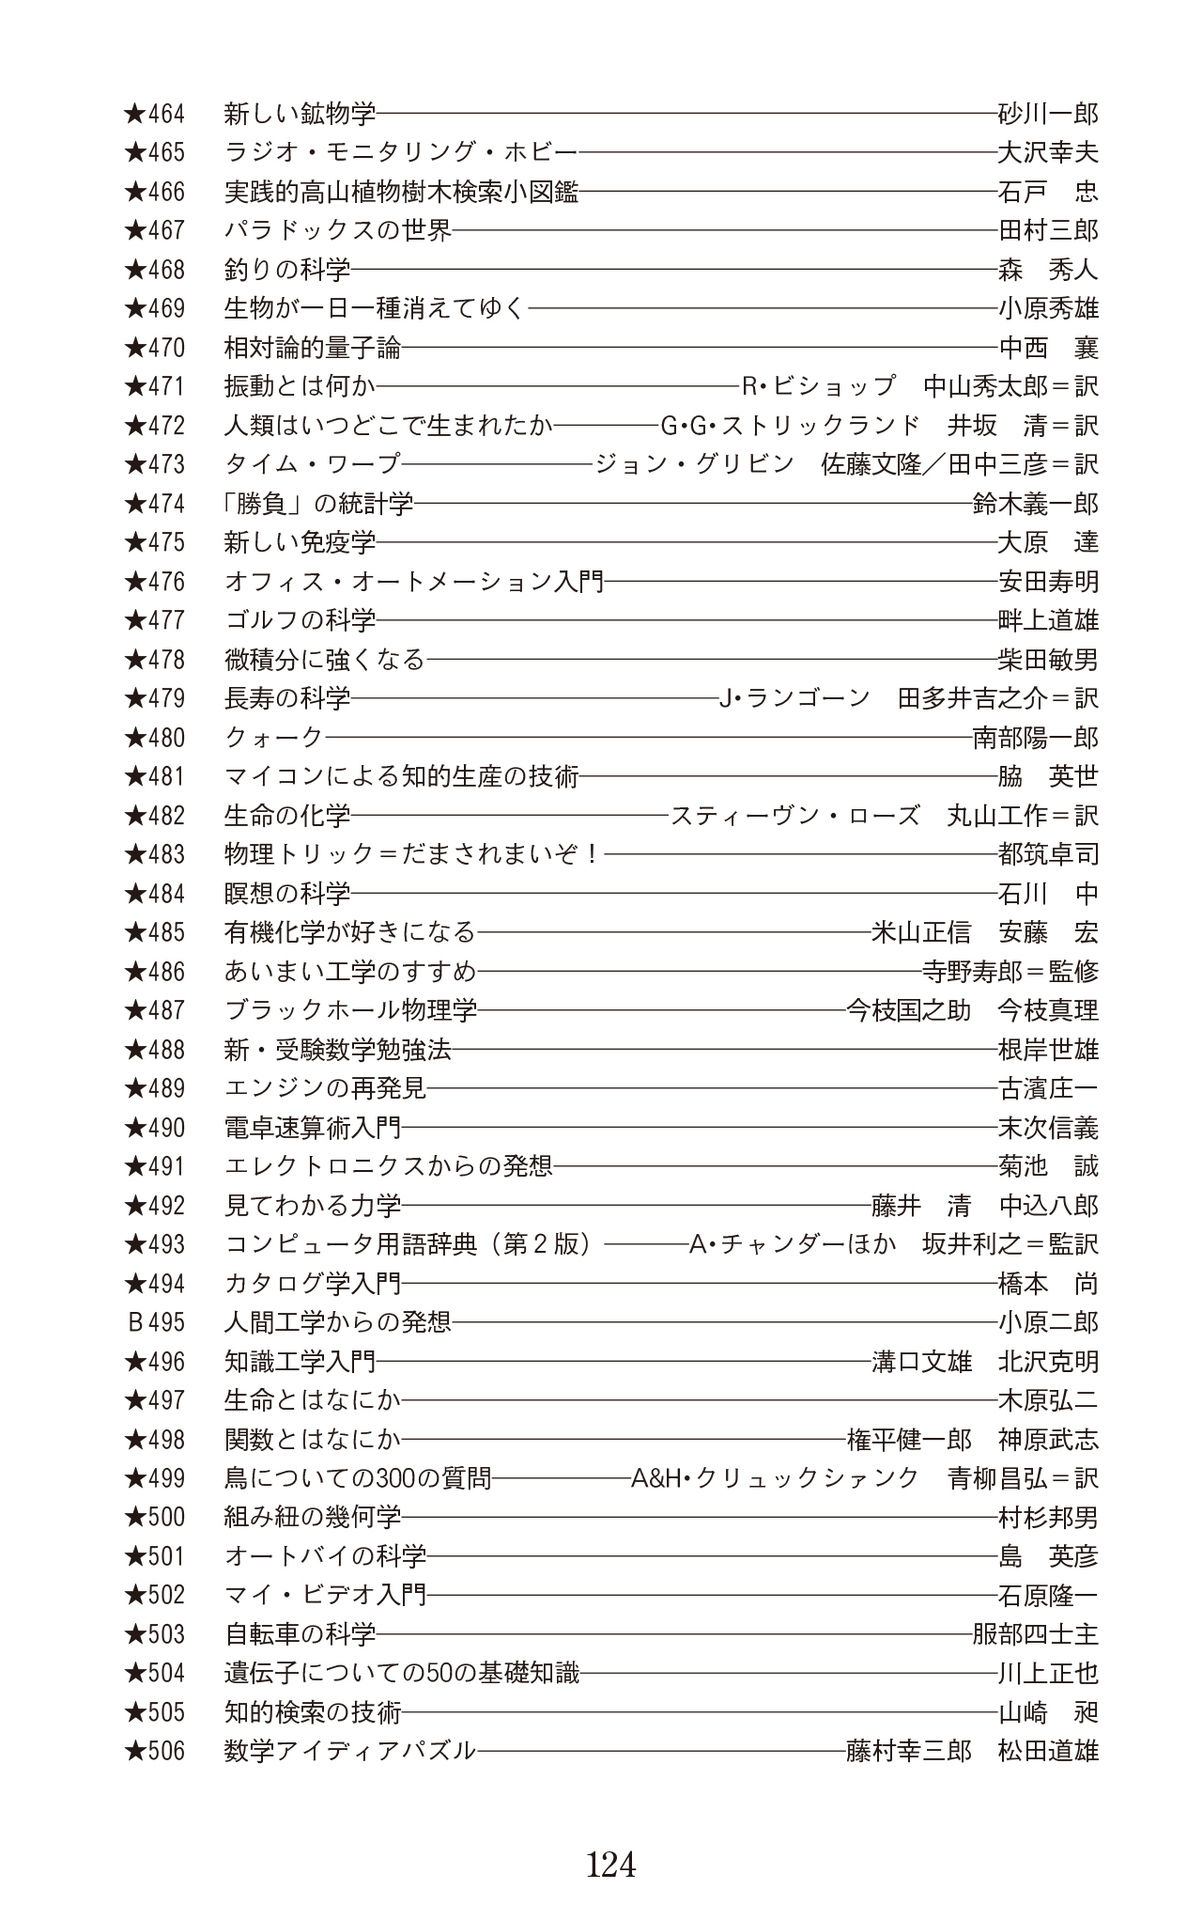 ★464 新しい鉱物学――砂川一郎
★465 ラジオ・モニタリング・ホビー――大沢幸夫
★466 実践的高山植物樹木検索小図鑑――石戸　忠
★467 パラドックスの世界――田村三郎
★468 釣りの科学――森　秀人
★469 生物が一日一種消えてゆく――小原秀雄
★470 相対論的量子論――中西　襄
★471 振動とは何か――R・ビショップ　中山秀太郎＝訳
★472 人類はいつどこで生まれたか――G・G・ストリックランド　井坂　清＝訳
★473 タイム・ワープ――ジョン・グリビン　佐藤文隆／田中三彦＝訳
★474 「勝負」の統計学――鈴木義一郎
★475 新しい免疫学――大原　達
★476 オフィス・オートメーション入門――安田寿明
★477 ゴルフの科学――畔上道雄
★478 微積分に強くなる――柴田敏男
★479 長寿の科学――J・ランゴーン　田多井吉之介＝訳
★480 クォーク――南部陽一郎
★481 マイコンによる知的生産の技術――脇　英世
★482 生命の化学――スティーヴン・ローズ　丸山工作＝訳
★483 物理トリック＝だまされまいぞ！――都筑卓司
★484 瞑想の科学――石川　中
★485 有機化学が好きになる――米山正信　安藤　宏
★486 あいまい工学のすすめ――寺野寿郎＝監修
★487 ブラックホール物理学――今枝国之助　今枝真理
★488 新・受験数学勉強法――根岸世雄
★489 エンジンの再発見――古濱庄一
★490 電卓速算術入門――末次信義
★491 エレクトロニクスからの発想――菊池　誠
★492 見てわかる力学――藤井　清　中込八郎
★493 コンピュータ用語辞典（第２版）――A・チャンダーほか　坂井利之＝監訳
★494 カタログ学入門――橋本　尚
B495 人間工学からの発想――小原二郎
★496 知識工学入門――溝口文雄　北沢克明
★497 生命とはなにか――木原弘二
★498 関数とはなにか――権平健一郎　神原武志
★499 鳥についての300の質問――A&H・クリュックシァンク　青柳昌弘＝訳
★500 組み紐の幾何学――村杉邦男
★501 オートバイの科学――島　英彦
★502 マイ・ビデオ入門――石原隆一
★503 自転車の科学――服部四士主
★504 遺伝子についての50の基礎知識――川上正也
★505 知的検索の技術――山崎　昶
★506 数学アイディアパズル――藤村幸三郎　松田道雄
124